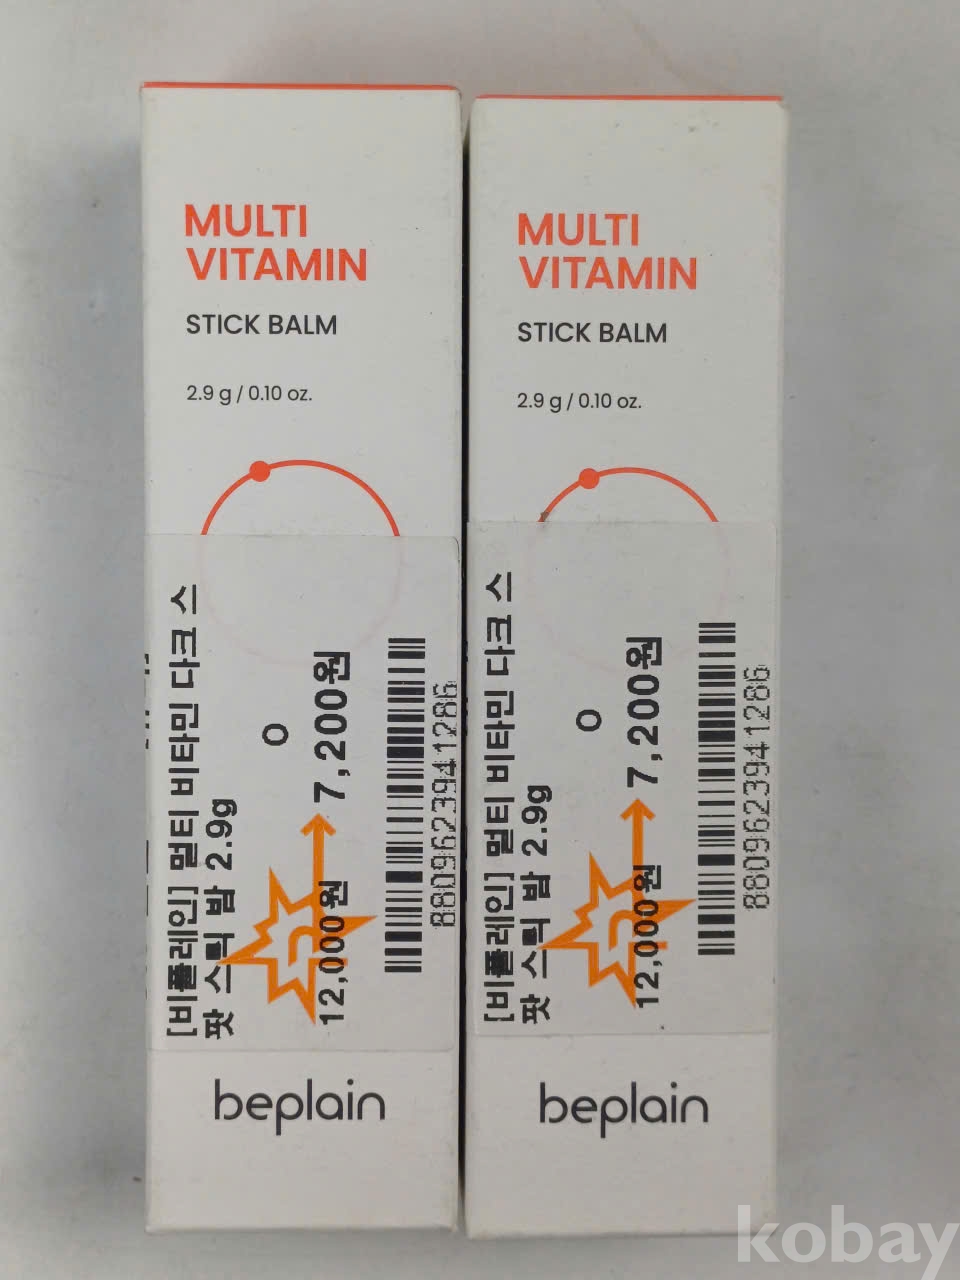 MULTI
VITAMIN
STICK BALM
2.9 g / 0.10 oz.
[비플레인] 멀티 비타민 다크 스
팟 스틱 밤 2.9g
O
12,000원
7,200원
8809623941286
beplain
MULTI
VITAMIN
STICK BALM
2.9 g / 0.10 oz.
[비플레인] 멀티 비타민 다크 스
팟 스틱 밤 2.9g
O
12,000원
7,200원
8809623941286
beplain
kobay